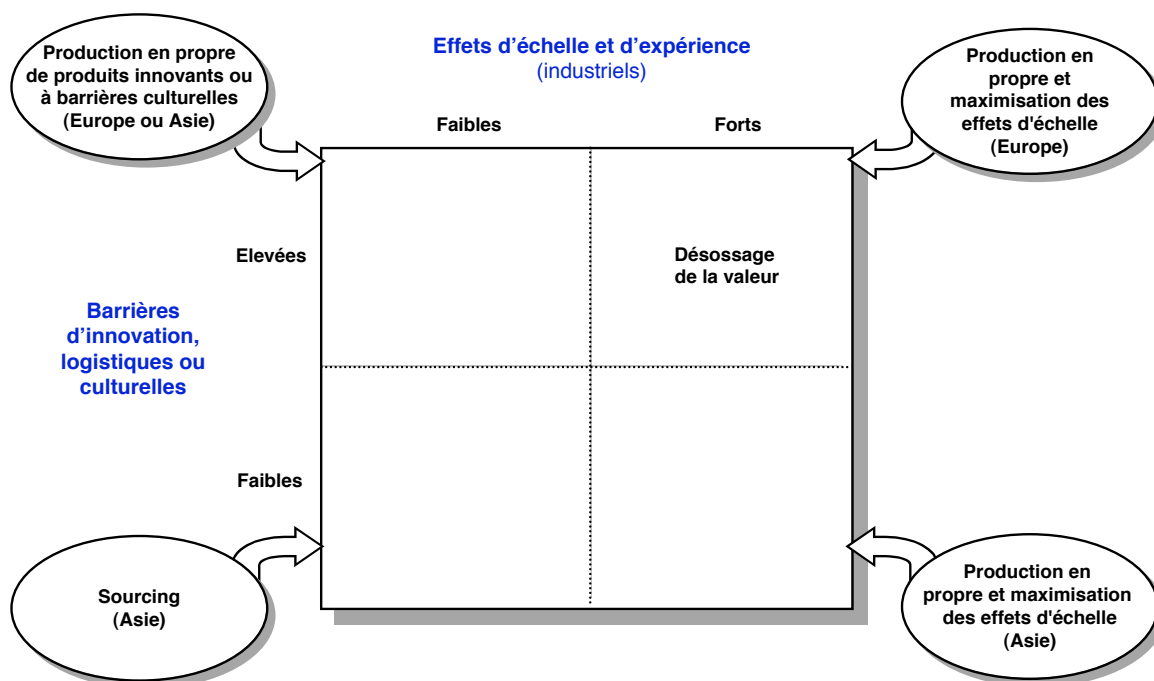 Production en propre
de produits innovants ou
à barrières culturelles
(Europe ou Asie)
Effets d’échelle et d’expérience
(industriels)
Production en
propre et
maximisation des
effets d'échelle
(Europe)
Faibles
Forts
Elevées
Désossage
de la valeur
Barrières
d’innovation,
logistiques ou
culturelles
Faibles
Sourcing
(Asie)
Production en
propre et maximisation
des effets d'échelle
(Asie)